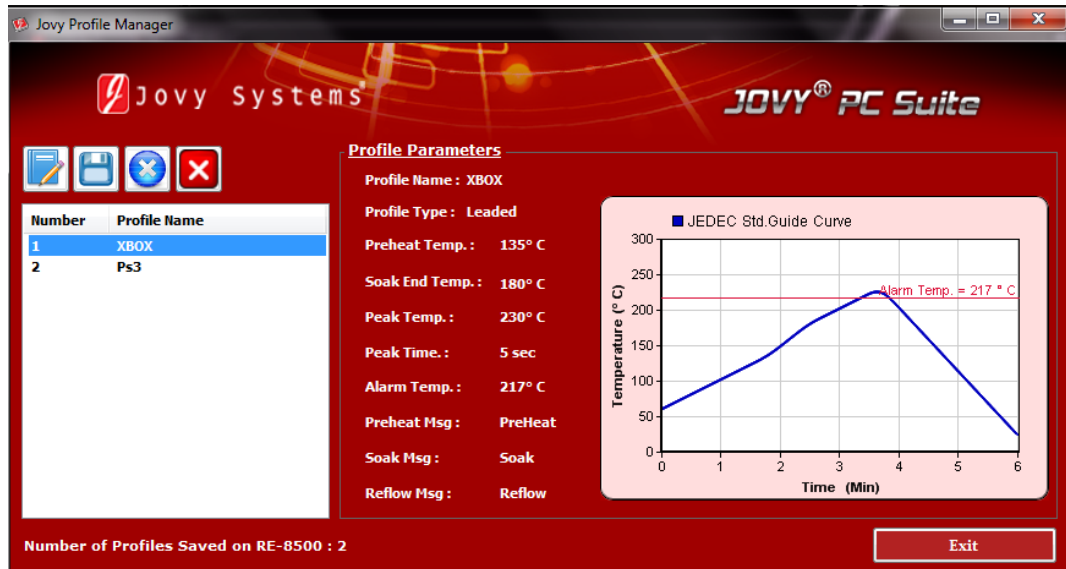 Jovy Profile Manager
Jovy Systems
JOVY® PC Suite
Number Profile Name
1 XBOX
2 Ps3
Profile Parameters
Profile Name : XBOX
Profile Type : Leaded
Preheat Temp. : 135° C
Soak End Temp. : 180° C
Peak Temp. : 230° C
Peak Time. : 5 sec
Alarm Temp. : 217° C
Preheat Msg : PreHeat
Soak Msg : Soak
Reflow Msg : Reflow
JEDEC Std.Guide Curve
Alarm Temp. = 217 ° C
Temperature (° C)
300
250
200
150
100
50
0
0 1 2 3 4 5 6
Time (Min)
Number of Profiles Saved on RE-8500 : 2
Exit